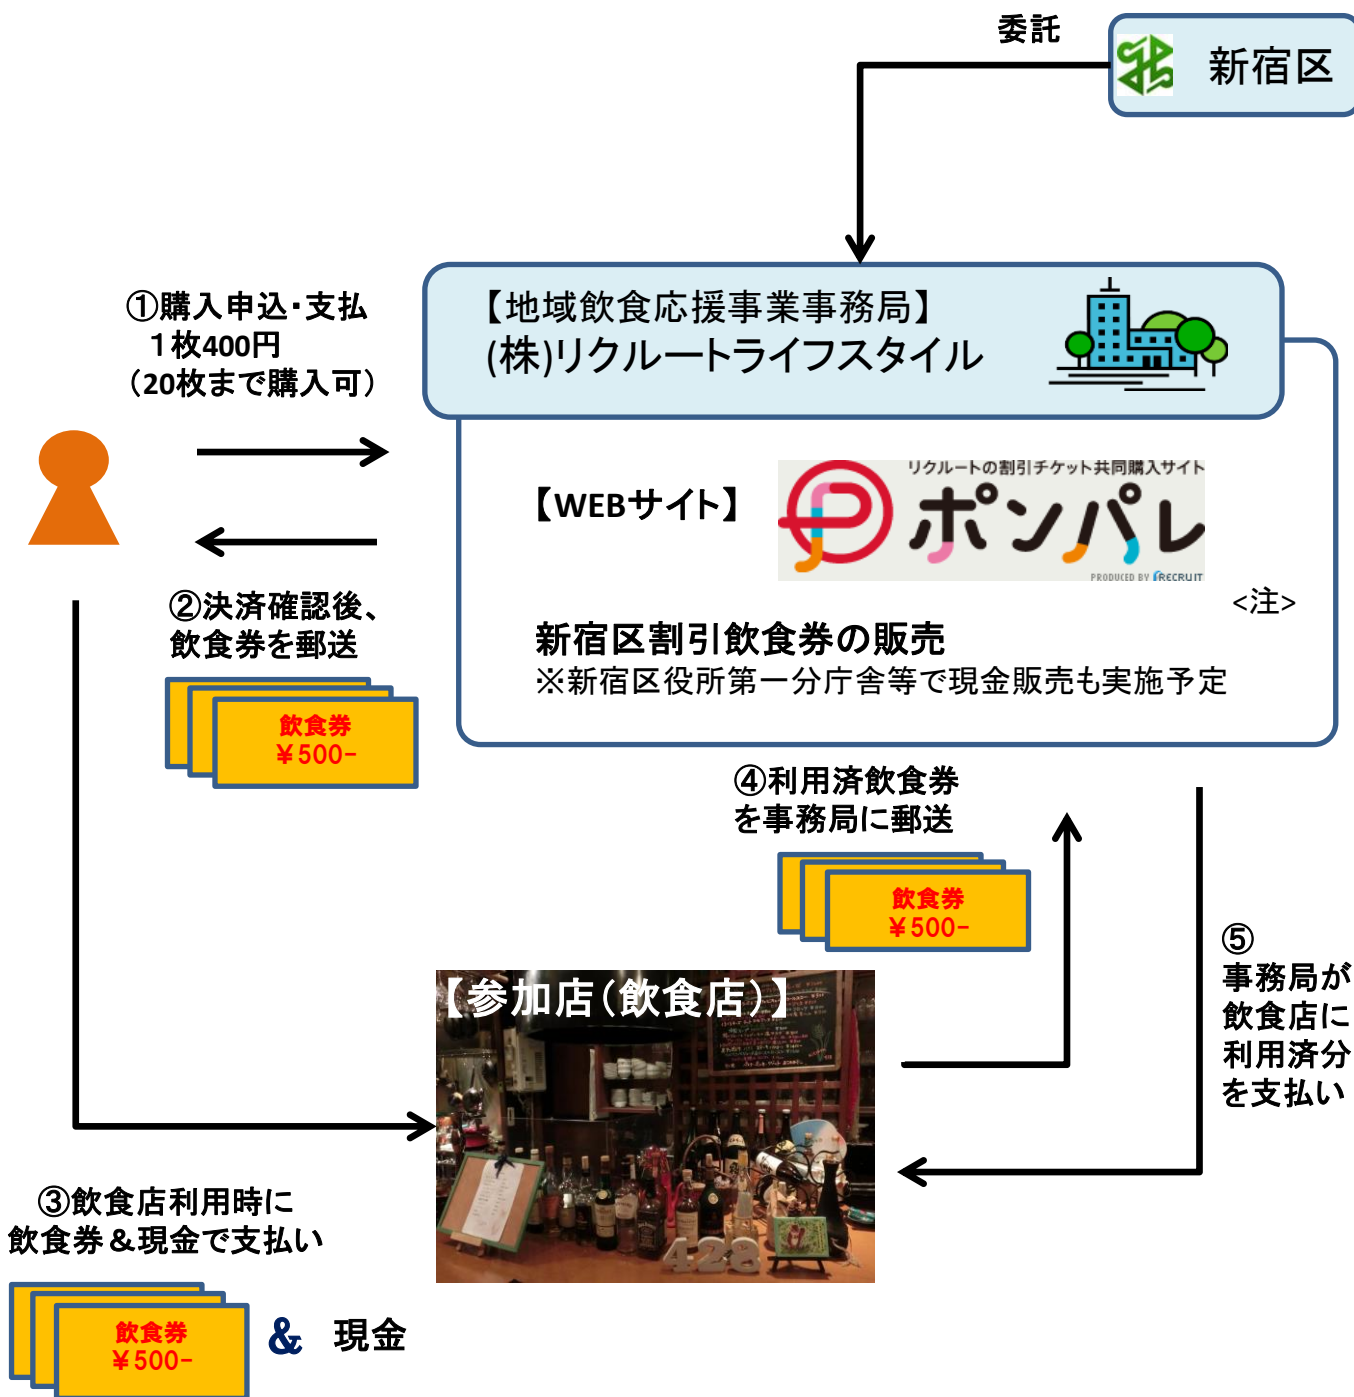 委託
新宿区
①購入申込・支払
1枚400円
（20枚まで購入可）
【地域飲食応援事業事務局】
(株)リクルートライフスタイル
【WEBサイト】
リクルートの割引チケット共同購入サイト
ポンパレ
PRODUCED BY RECRUIT
<注>
②決済確認後、
飲食券を郵送
新宿区割引飲食券の販売
※新宿区役所第一分庁舎等で現金販売も実施予定
飲食券
￥500-
④利用済飲食券
を事務局に郵送
飲食券
￥500-
⑤
事務局が
飲食店に
利用済分
を支払い
【参加店（飲食店）】
428
③飲食店利用時に
飲食券＆現金で支払い
飲食券
￥500-
& 現金